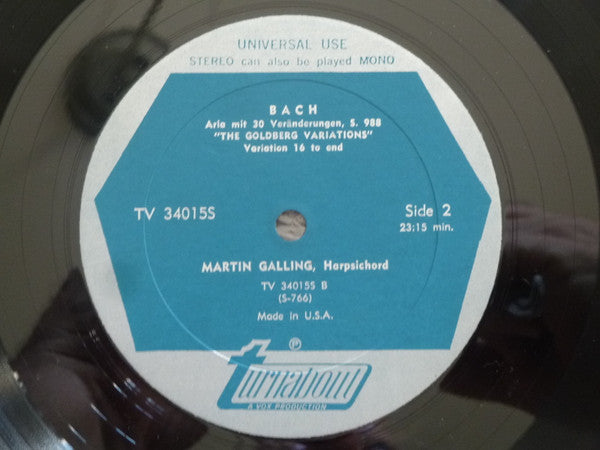 UNIVERSAL USE
STEREO can also be played MONO
BACH
Aria mit 30 Veränderungen, S. 988
"THE GOLDBERG VARIATIONS"
Variation 16 to end
TV 34015S
Side 2
23:15 min.
MARTIN GALLING, Harpsichord
TV 34015S B
(S-766)
Made in U.S.A.
℗
turnabout
A VOX PRODUCTION